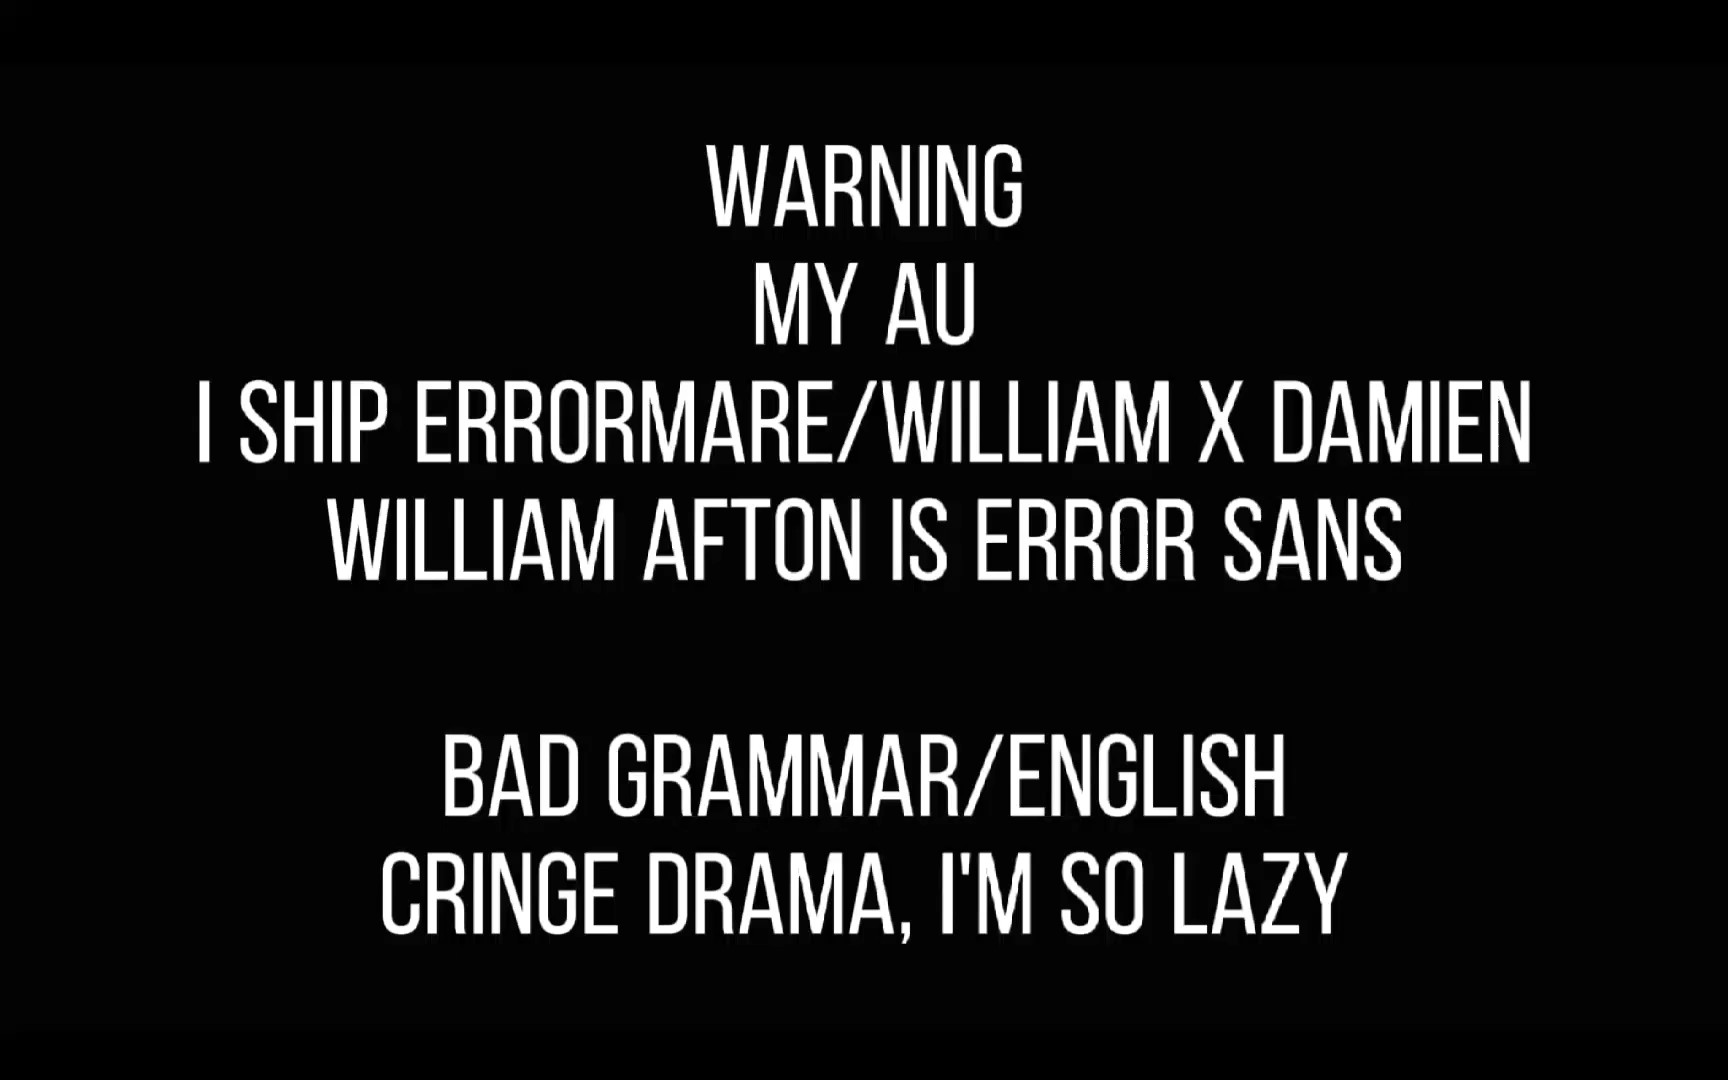 WARNING
MY AU
I SHIP ERRORMARE/WILLIAM X DAMIEN
WILLIAM AFTON IS ERROR SANS
BAD GRAMMAR/ENGLISH
CRINGE DRAMA, I'M SO LAZY